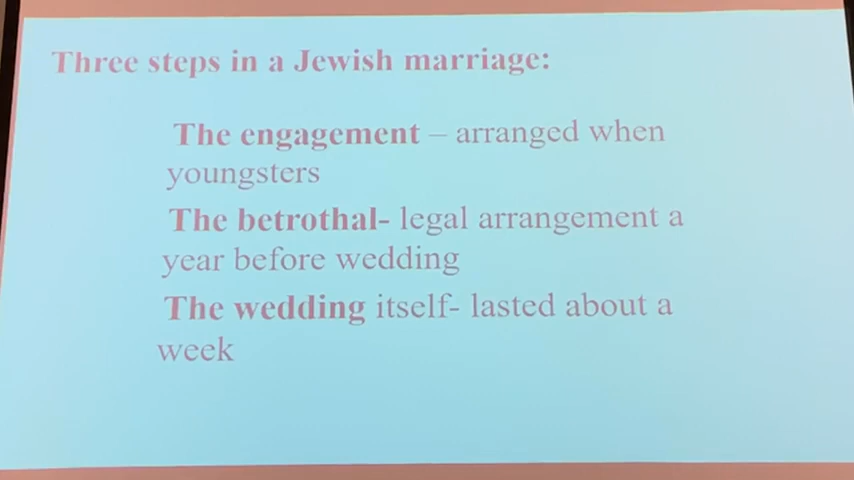 Three steps in a Jewish marriage:
The engagement – arranged when
youngsters
The betrothal- legal arrangement a
year before wedding
The wedding itself- lasted about a
week